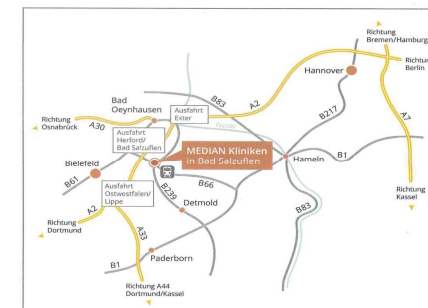 Richtung
Bremen/Hamburg
Richtung
Berlin
Hannover
Bad
Oeynhausen
B83
A2
B217
A7
Ausfahrt
Exter
Weser
Richtung
Osnabrück
A30
Ausfahrt
Herford/
Bad Salzuflen
MEDIAN Kliniken
in Bad Salzuflen
Hameln
B1
Bielefeld
B61
B66
B239
Detmold
Ausfahrt
Ostwestfalen/
Lippe
Richtung
Kassel
A2
Richtung
Dortmund
A33
B83
B1
Paderborn
Richtung A44
Dortmund/Kassel